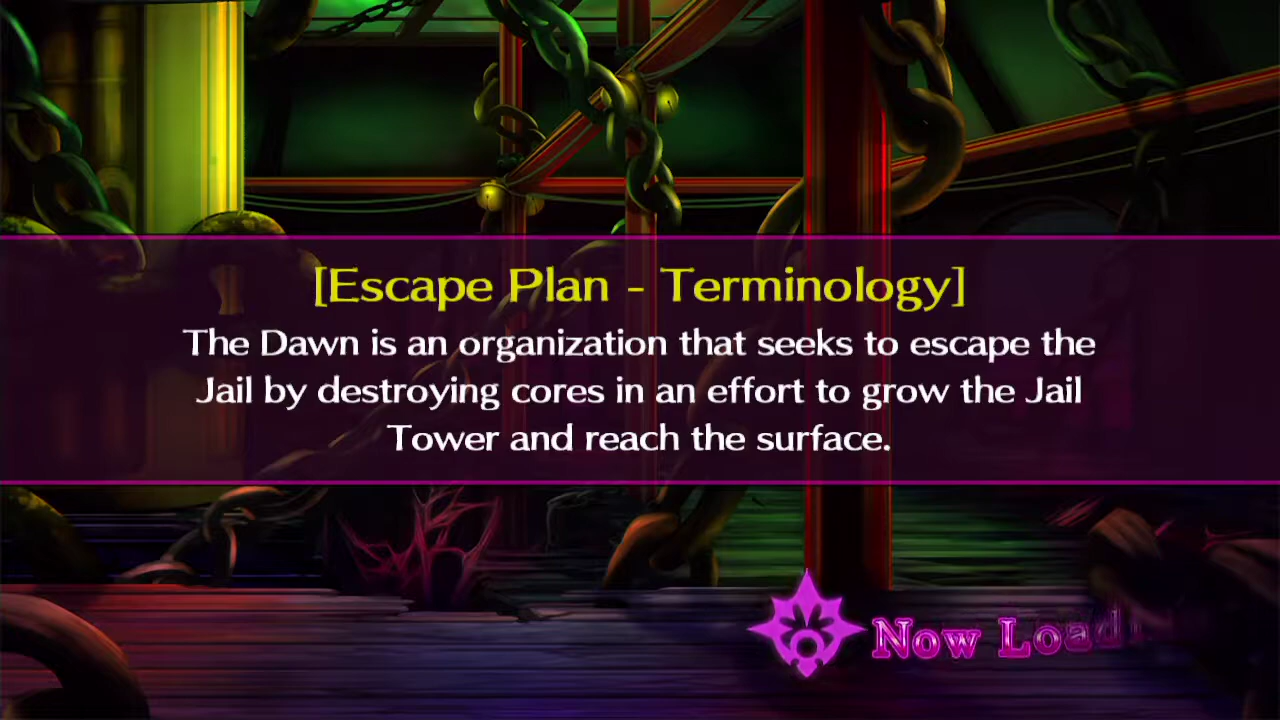 [Escape Plan - Terminology]
The Dawn is an organization that seeks to escape the
Jail by destroying cores in an effort to grow the Jail
Tower and reach the surface.
Now Loadi